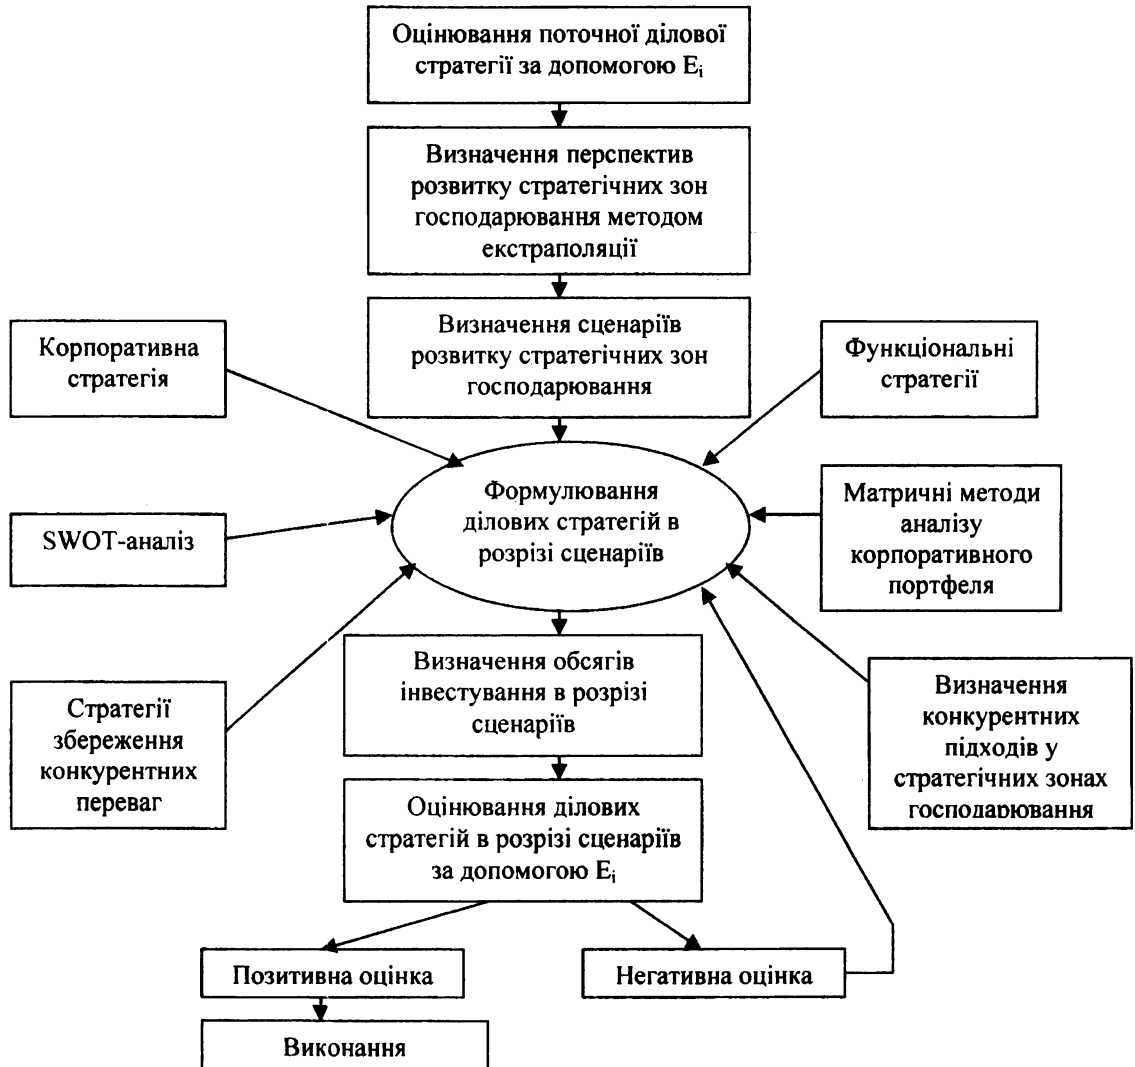 Оцінювання поточної ділової
стратегії за допомогою Eᵢ
Визначення перспектив
розвитку стратегічних зон
господарювання методом
екстраполяції
Визначення сценаріїв
розвитку стратегічних зон
господарювання
Корпоративна
стратегія
Функціональні
стратегії
Формулювання
ділових стратегій в
розрізі сценаріїв
SWOT-аналіз
Матричні методи
аналізу
корпоративного
портфеля
Стратегії
збереження
конкурентних
переваг
Визначення обсягів
інвестування в розрізі
сценаріїв
Визначення
конкурентних
підходів у
стратегічних зонах
господарювання
Оцінювання ділових
стратегій в розрізі сценаріїв
за допомогою Eᵢ
Позитивна оцінка
Негативна оцінка
Виконання